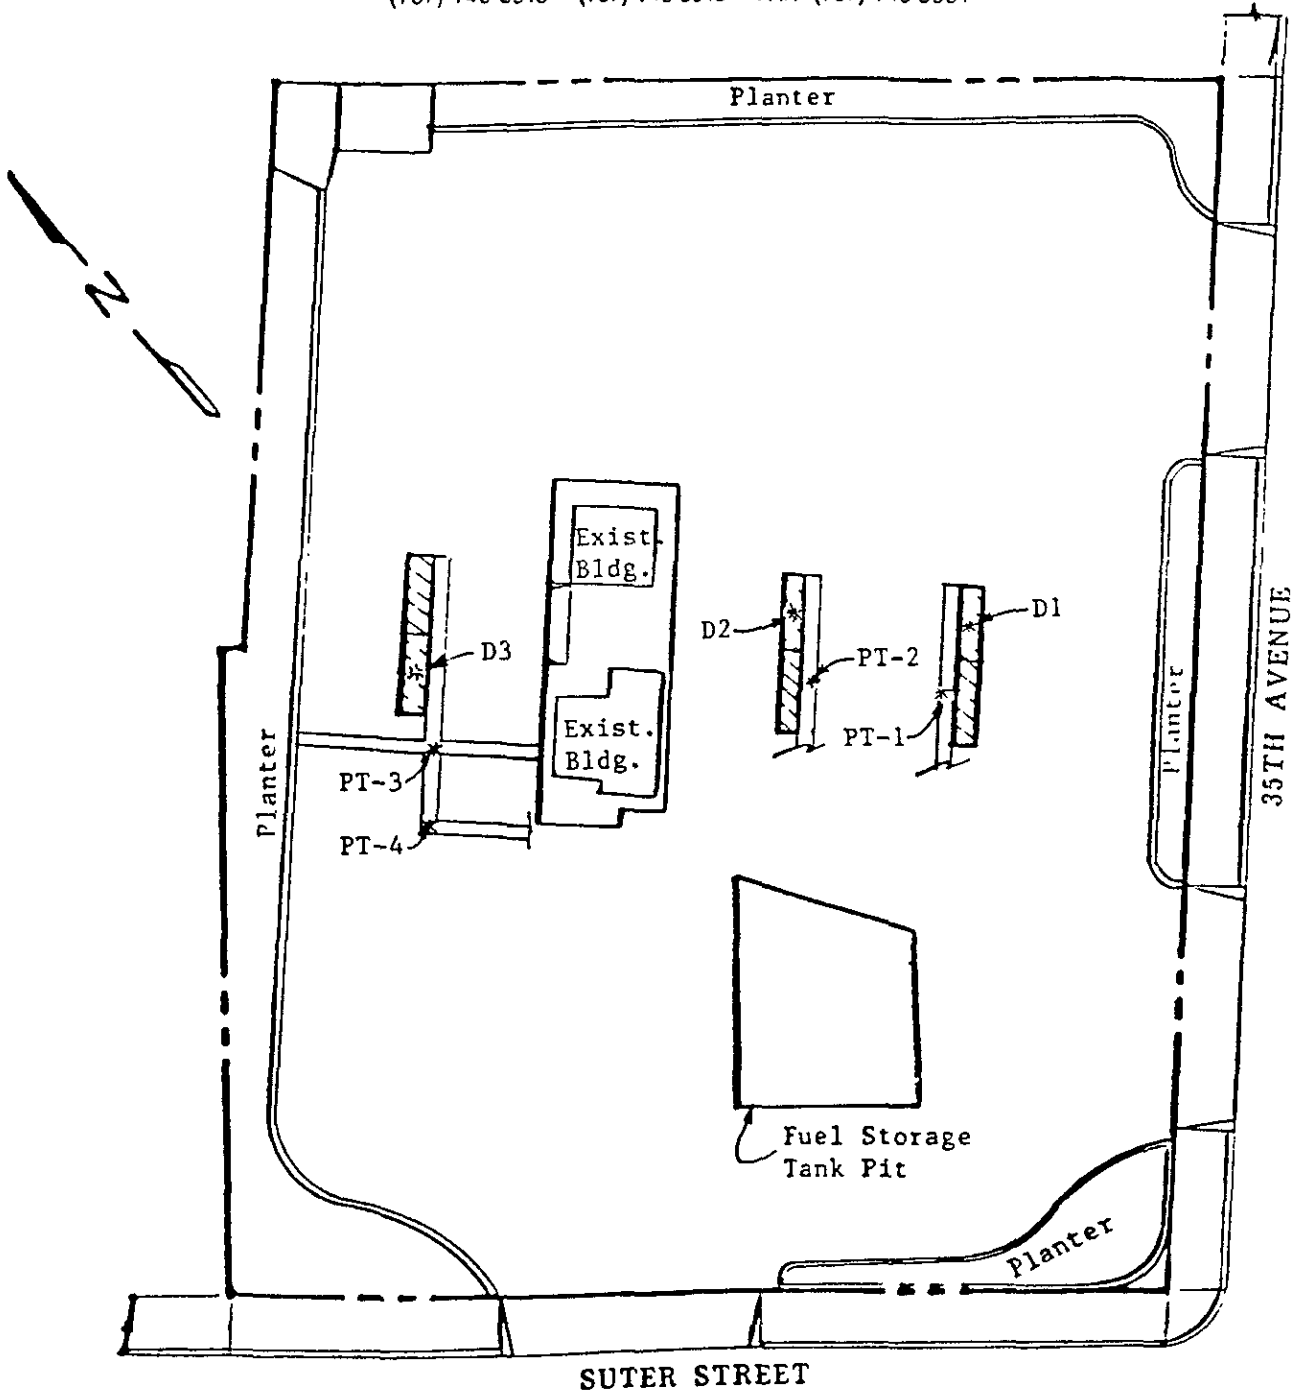 Planter
N
Exist.
Bldg.
D1
D2
D3
PT-2
Exist.
Bldg.
PT-1
PT-3
PT-4
Planter
Planter
35TH AVENUE
Fuel Storage
Tank Pit
Planter
SUTER STREET